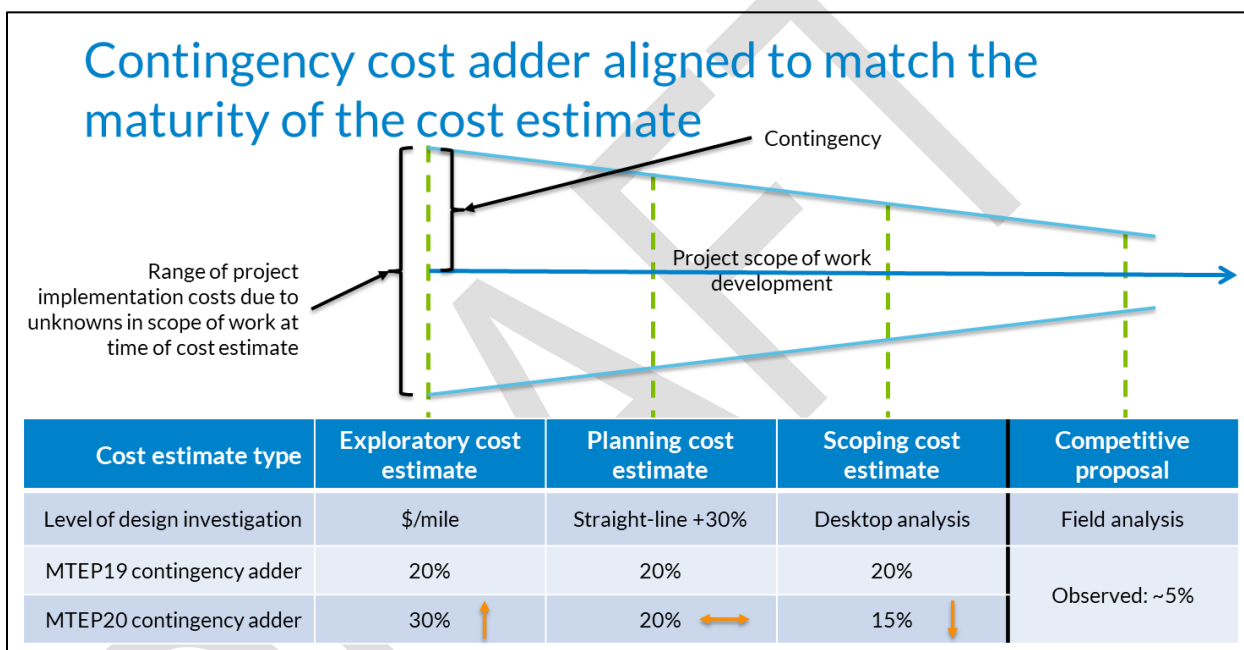 Contingency cost adder aligned to match the
maturity of the cost estimate
Contingency
Range of project
implementation costs due to
unknowns in scope of work at
time of cost estimate
Project scope of work
development
Cost estimate type
Exploratory cost
estimate
Planning cost
estimate
Scoping cost
estimate
Competitive
proposal
Level of design investigation
$/mile
Straight-line +30%
Desktop analysis
Field analysis
MTEP19 contingency adder
20%
20%
20%
Observed: ~5%
MTEP20 contingency adder
30%
20%
15%